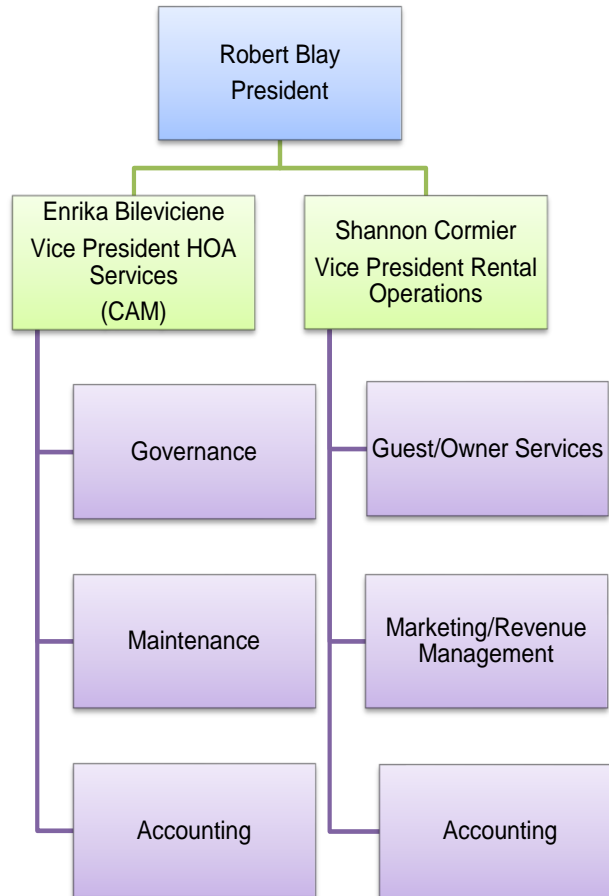 Robert Blay
President
Enrika Bileviciene
Vice President HOA
Services
(CAM)
Shannon Cormier
Vice President Rental
Operations
Governance
Guest/Owner Services
Maintenance
Marketing/Revenue
Management
Accounting
Accounting